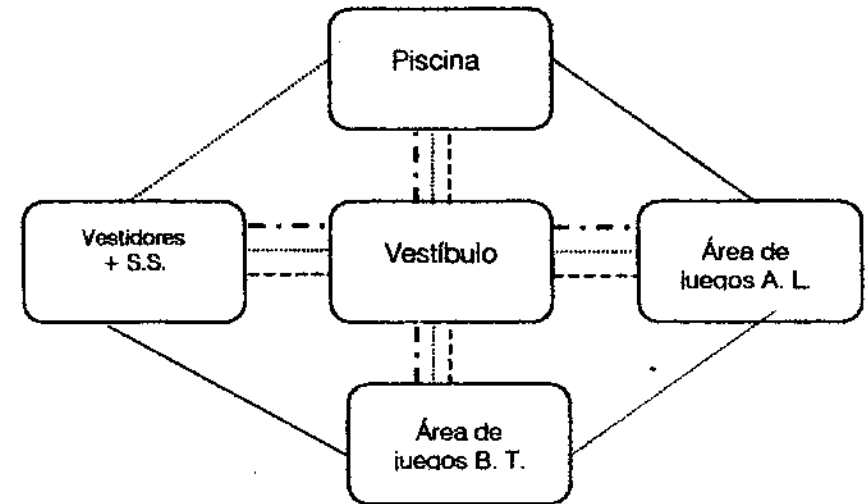 Piscina
Vestidores
+ S.S.
Vestíbulo
Área de
juegos A. L.
Área de
juegos B. T.